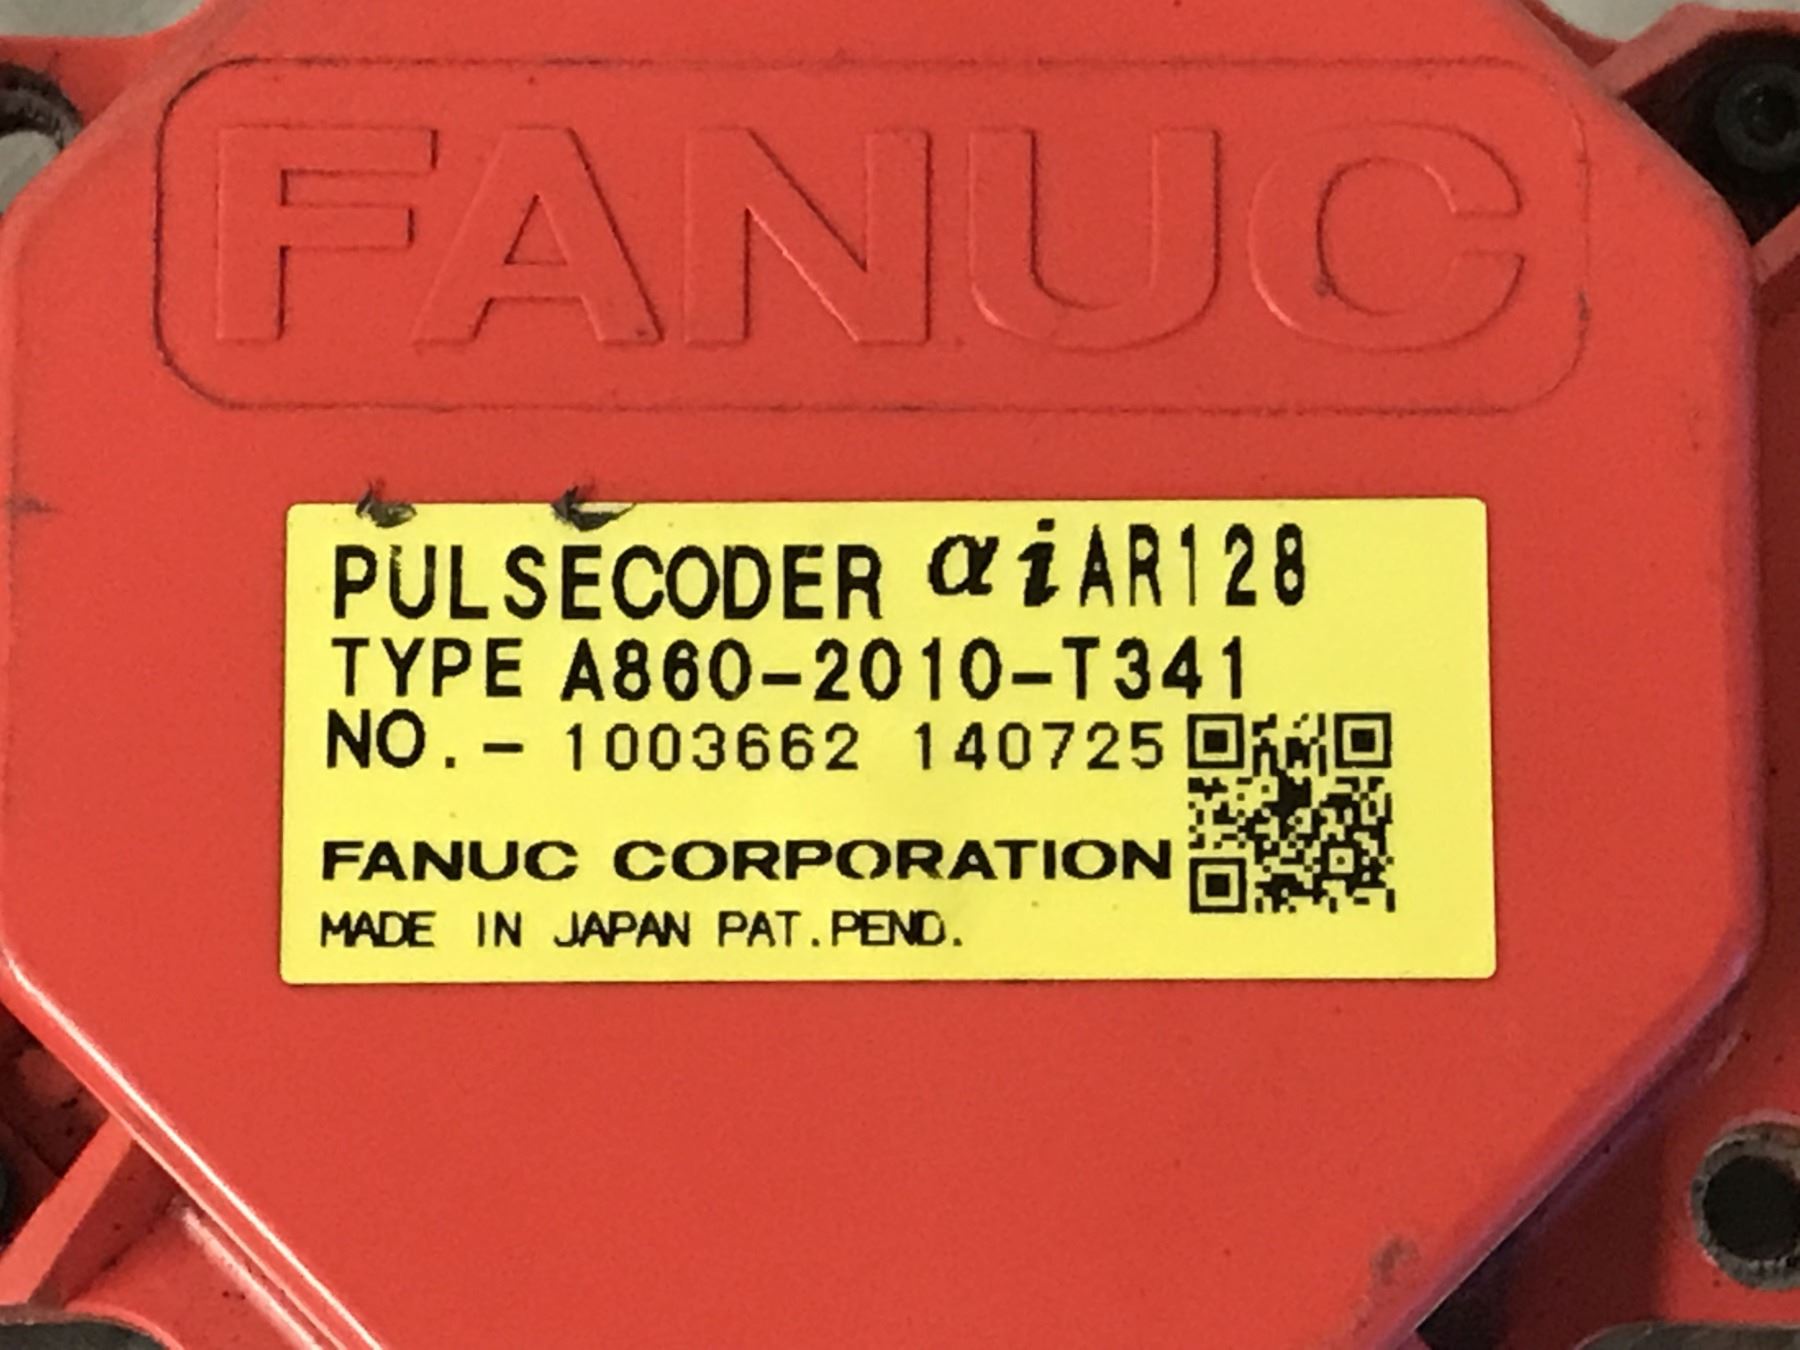 FANUC
PULSECODER αiAR128
TYPE A860-2010-T341
NO.- 1003662 140725
FANUC CORPORATION
MADE IN JAPAN PAT.PEND.